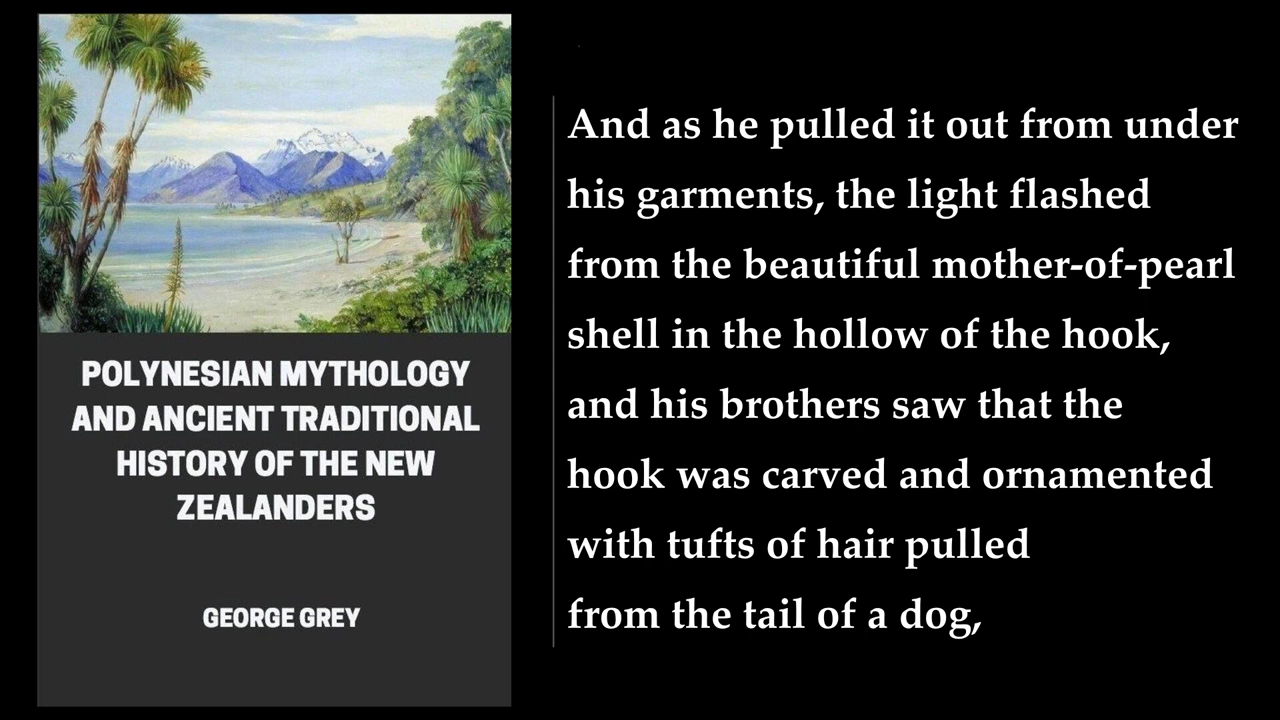 POLYNESIAN MYTHOLOGY
AND ANCIENT TRADITIONAL
HISTORY OF THE NEW
ZEALANDERS
GEORGE GREY
And as he pulled it out from under
his garments, the light flashed
from the beautiful mother-of-pearl
shell in the hollow of the hook,
and his brothers saw that the
hook was carved and ornamented
with tufts of hair pulled
from the tail of a dog,